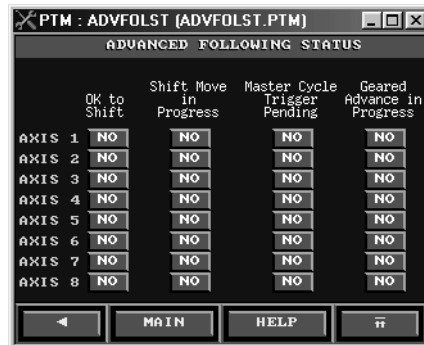 PTM : ADVFOLST (ADVFOLST.PTM)
ADVANCED FOLLOWING STATUS
OK to Shift Shift Move in Progress Master Cycle Trigger Pending Geared Advance in Progress
AXIS 1 NO NO NO NO
AXIS 2 NO NO NO NO
AXIS 3 NO NO NO NO
AXIS 4 NO NO NO NO
AXIS 5 NO NO NO NO
AXIS 6 NO NO NO NO
AXIS 7 NO NO NO NO
AXIS 8 NO NO NO NO
MAIN HELP